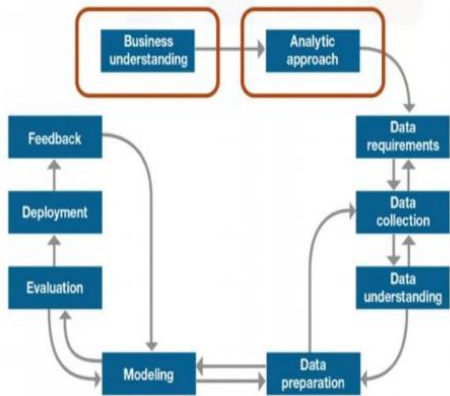 Business
understanding
Analytic
approach
Feedback
Data
requirements
Deployment
Data
collection
Evaluation
Data
understanding
Modeling
Data
preparation